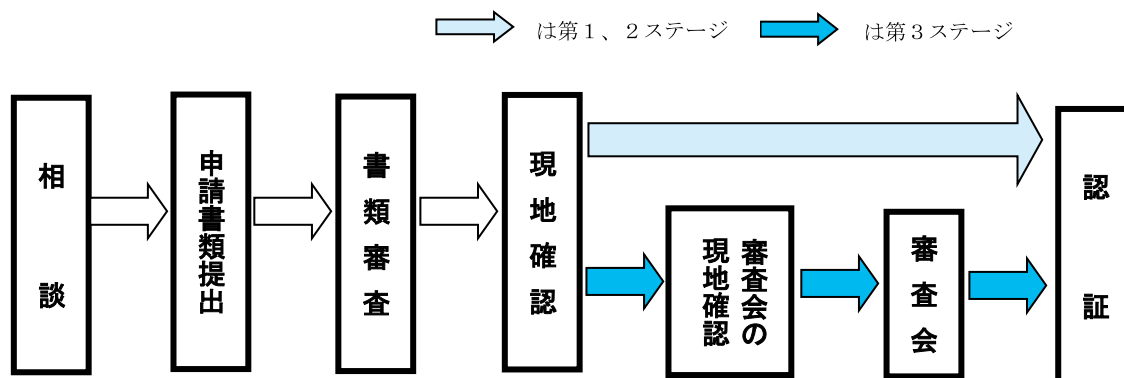 は第１、２ステージ
は第３ステージ
相談
申請書類提出
書類審査
現地確認
審査会の
現地確認
審査会
認証